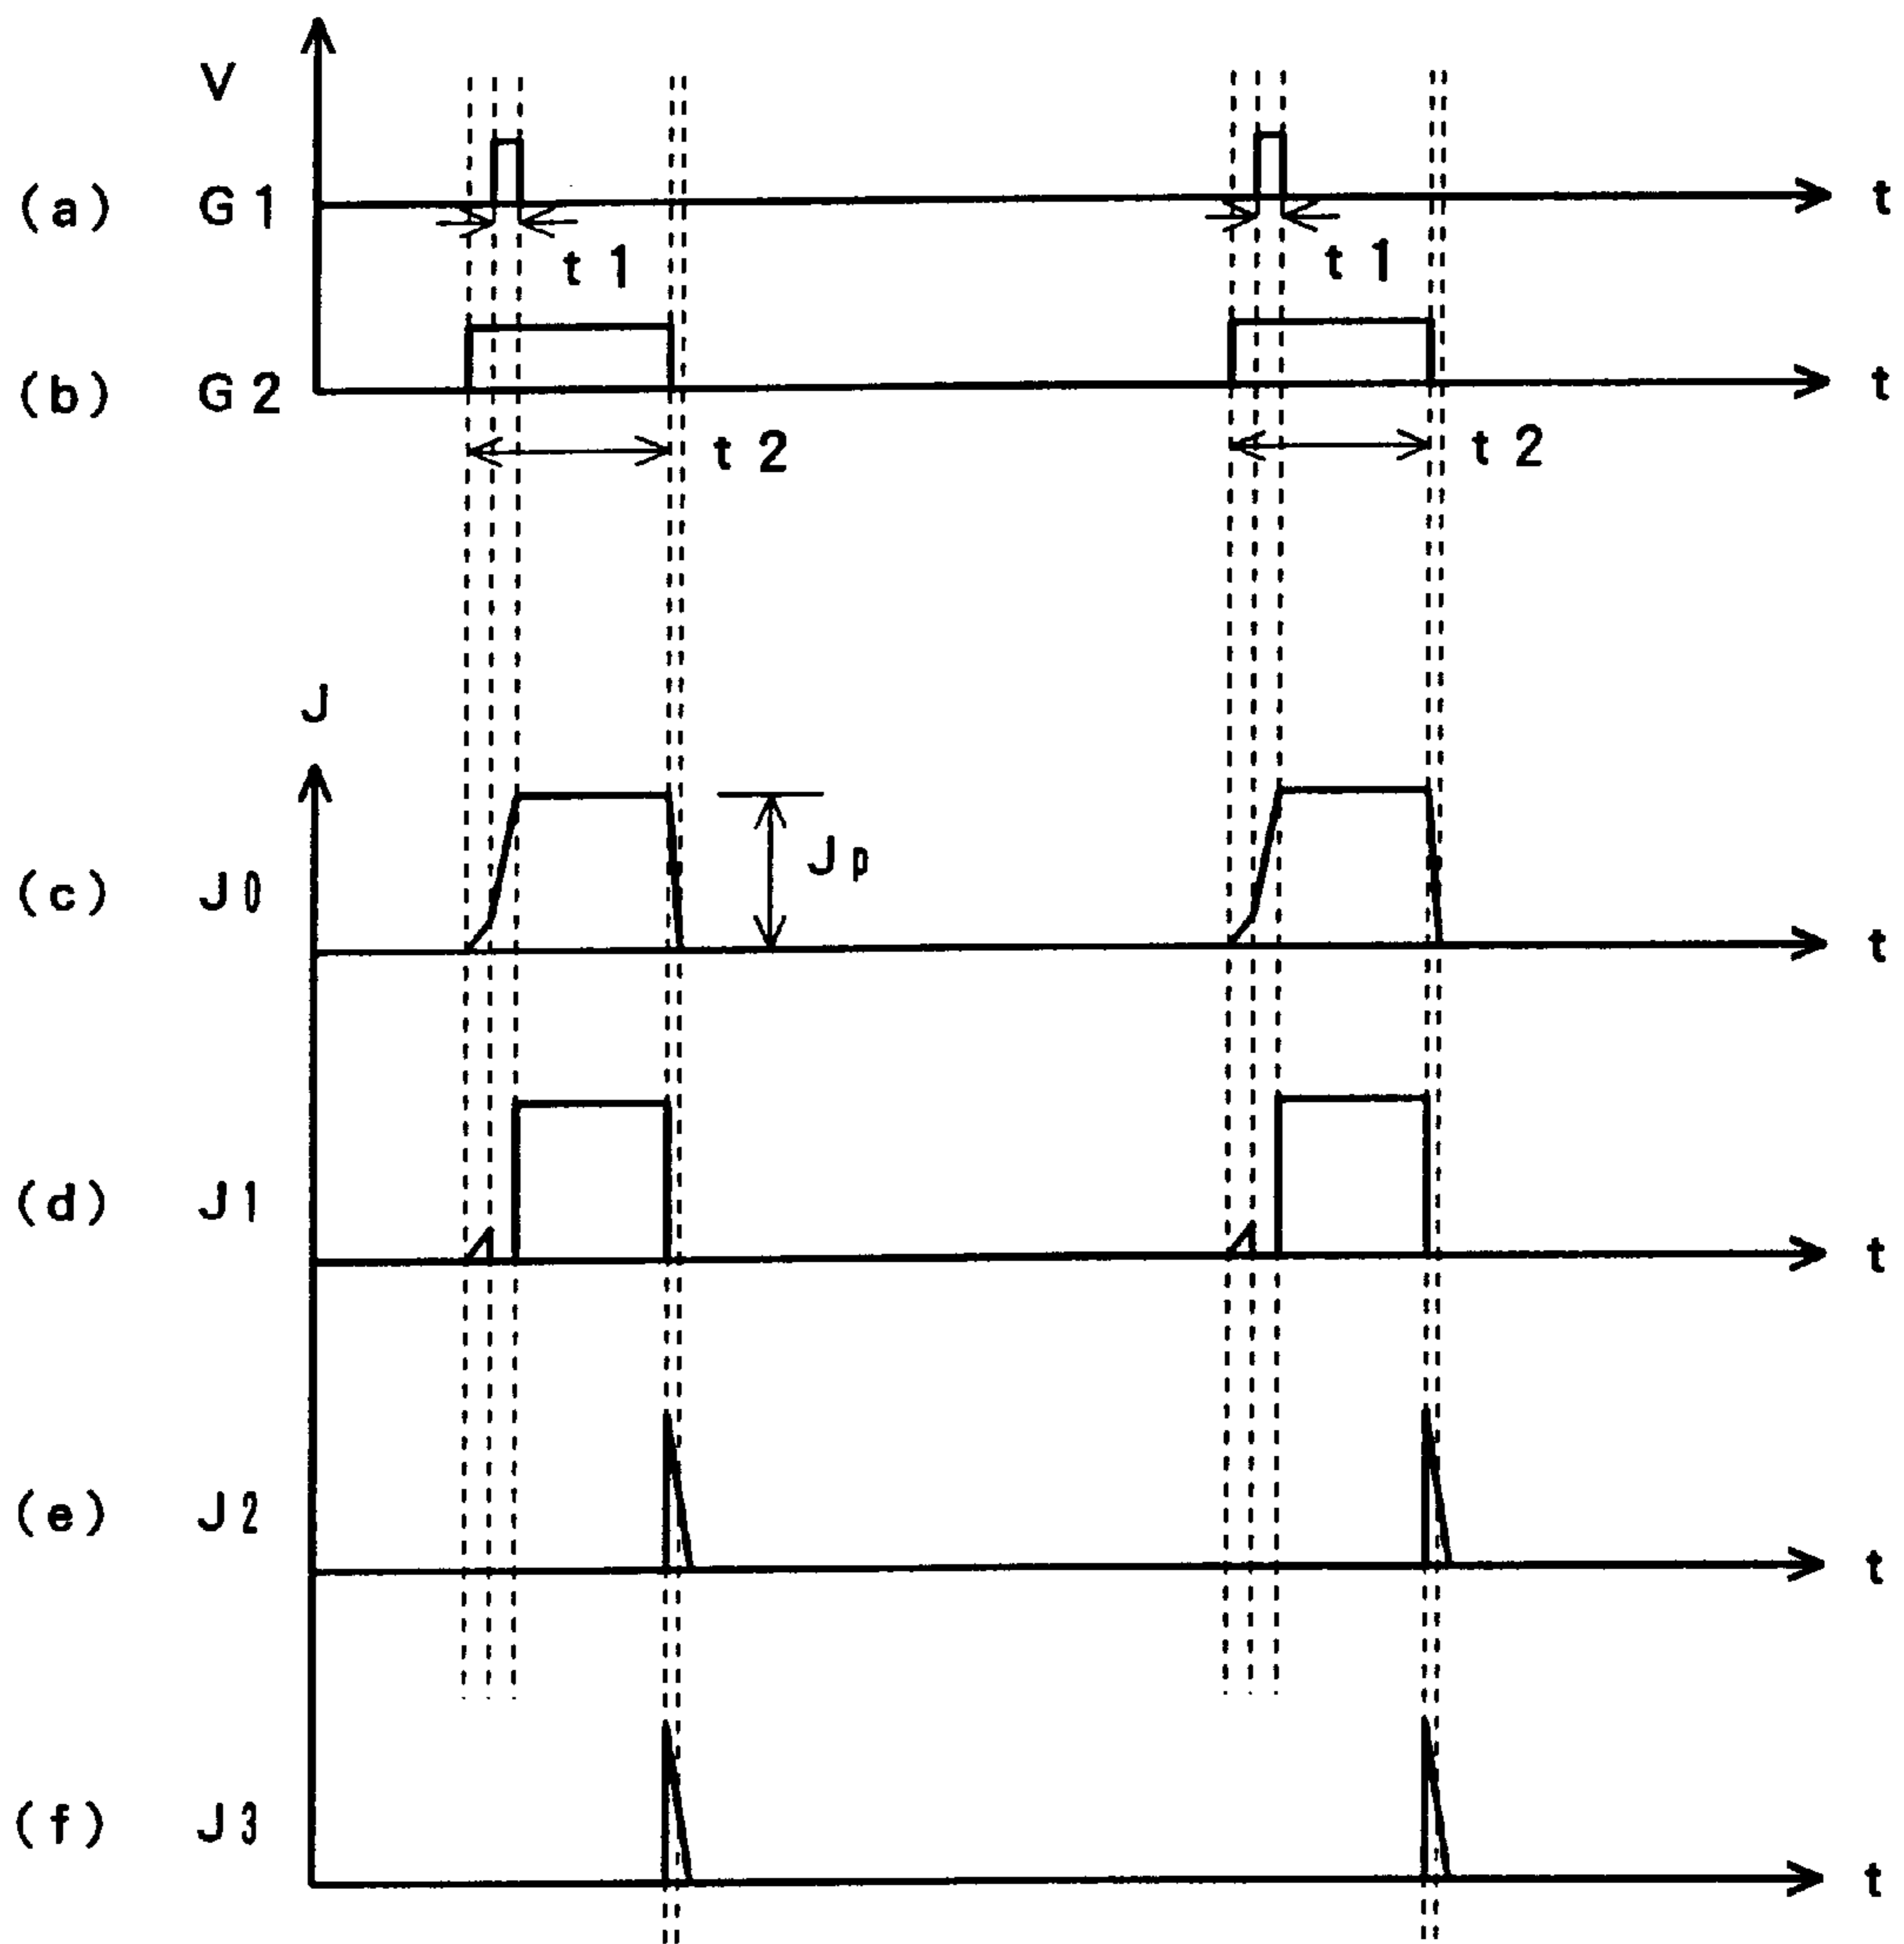 V
(a) G1 t
t1 t1
(b) G2 t
t2 t2
J
Jp
(c) J0 t
(d) J1 t
(e) J2 t
(f) J3 t